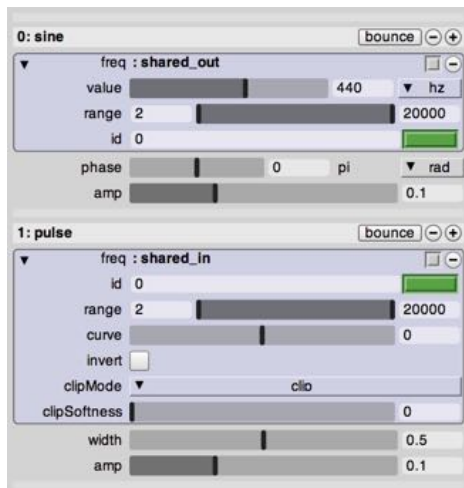 0: sine bounce
freq : shared_out
value 440 hz
range 2 20000
id 0
phase 0 pi rad
amp 0.1
1: pulse bounce
freq : shared_in
id 0
range 2 20000
curve 0
invert
clipMode clip
clipSoftness 0
width 0.5
amp 0.1